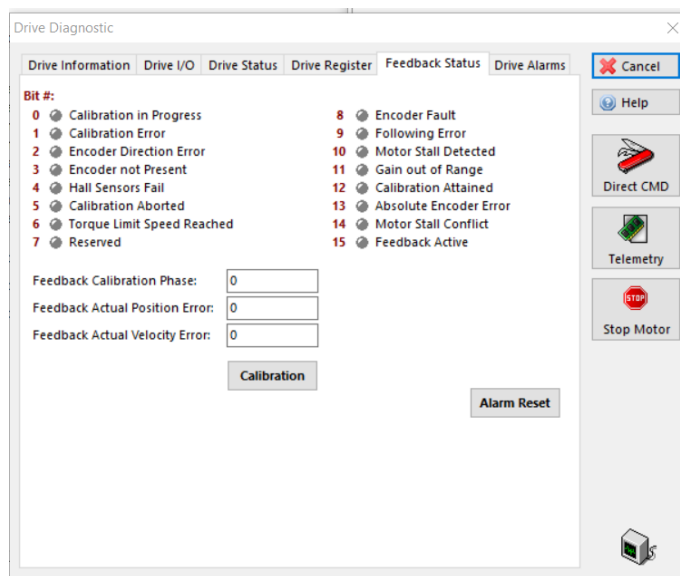 Drive Diagnostic
Drive Information Drive I/O Drive Status Drive Register Feedback Status Drive Alarms
Bit #:
0 Calibration in Progress
1 Calibration Error
2 Encoder Direction Error
3 Encoder not Present
4 Hall Sensors Fail
5 Calibration Aborted
6 Torque Limit Speed Reached
7 Reserved
8 Encoder Fault
9 Following Error
10 Motor Stall Detected
11 Gain out of Range
12 Calibration Attained
13 Absolute Encoder Error
14 Motor Stall Conflict
15 Feedback Active
Feedback Calibration Phase: 0
Feedback Actual Position Error: 0
Feedback Actual Velocity Error: 0
Calibration
Alarm Reset
Cancel
Help
Direct CMD
Telemetry
STOP
Stop Motor